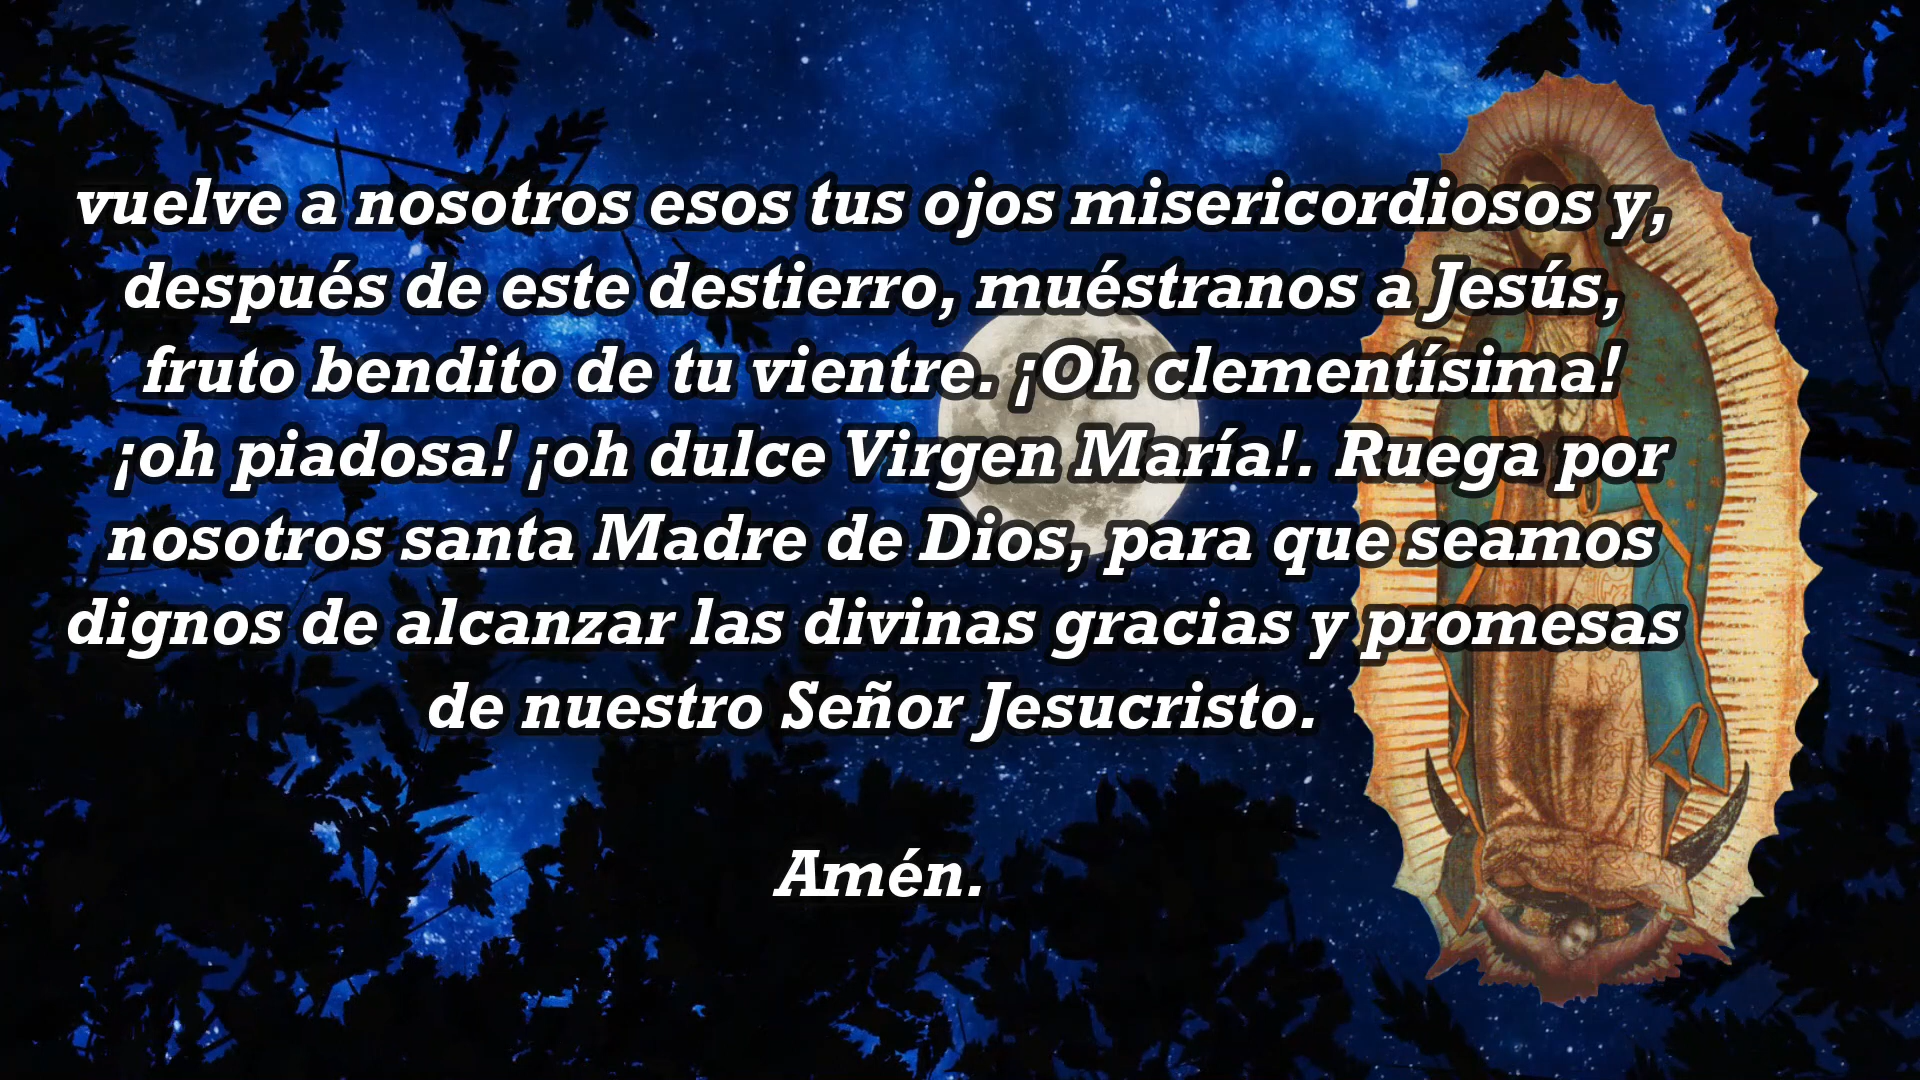 vuelve a nosotros esos tus ojos misericordiosos y,
después de este destierro, muéstranos a Jesús,
fruto bendito de tu vientre. ¡Oh clementísima!
¡oh piadosa! ¡oh dulce Virgen María!. Ruega por
nosotros santa Madre de Dios, para que seamos
dignos de alcanzar las divinas gracias y promesas
de nuestro Señor Jesucristo.
Amén.